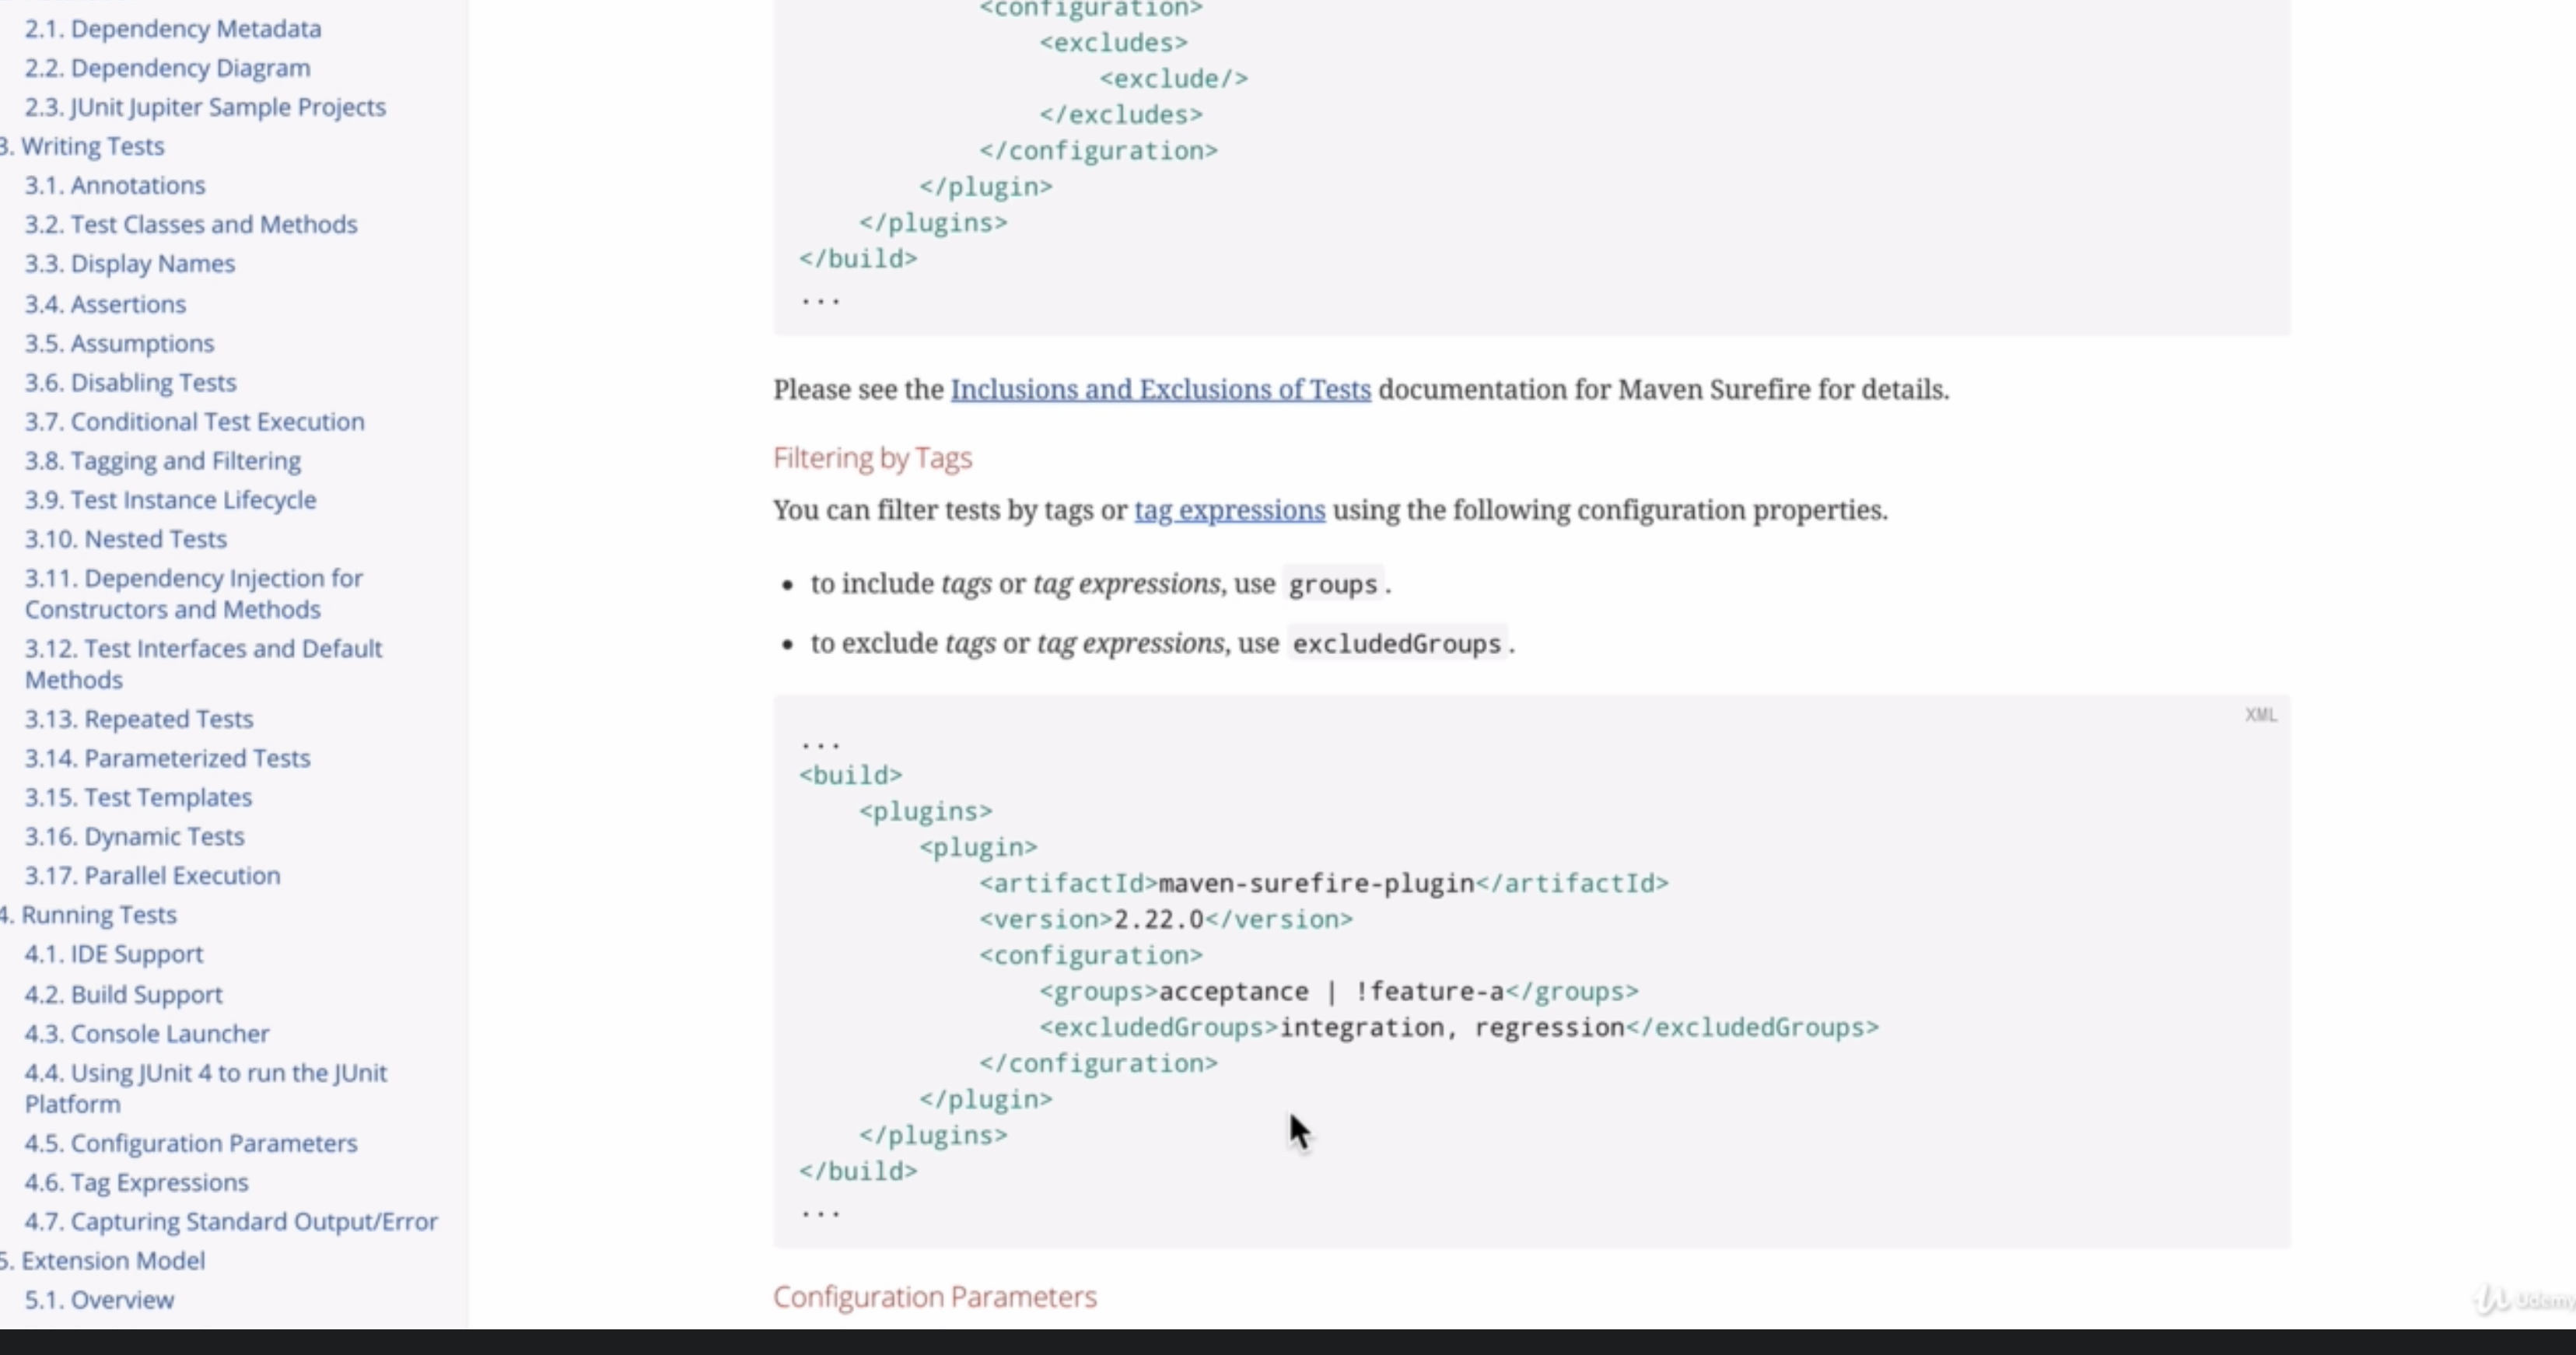 2.1. Dependency Metadata
2.2. Dependency Diagram
2.3. JUnit Jupiter Sample Projects
3. Writing Tests
3.1. Annotations
3.2. Test Classes and Methods
3.3. Display Names
3.4. Assertions
3.5. Assumptions
3.6. Disabling Tests
3.7. Conditional Test Execution
3.8. Tagging and Filtering
3.9. Test Instance Lifecycle
3.10. Nested Tests
3.11. Dependency Injection for
Constructors and Methods
3.12. Test Interfaces and Default
Methods
3.13. Repeated Tests
3.14. Parameterized Tests
3.15. Test Templates
3.16. Dynamic Tests
3.17. Parallel Execution
4. Running Tests
4.1. IDE Support
4.2. Build Support
4.3. Console Launcher
4.4. Using JUnit 4 to run the JUnit
Platform
4.5. Configuration Parameters
4.6. Tag Expressions
4.7. Capturing Standard Output/Error
5. Extension Model
5.1. Overview
<configuration>
<excludes>
<exclude/>
</excludes>
</configuration>
</plugin>
</plugins>
</build>
...
Please see the Inclusions and Exclusions of Tests documentation for Maven Surefire for details.
Filtering by Tags
You can filter tests by tags or tag expressions using the following configuration properties.
• to include tags or tag expressions, use groups.
• to exclude tags or tag expressions, use excludedGroups.
XML
...
<build>
<plugins>
<plugin>
<artifactId>maven-surefire-plugin</artifactId>
<version>2.22.0</version>
<configuration>
<groups>acceptance | !feature-a</groups>
<excludedGroups>integration, regression</excludedGroups>
</configuration>
</plugin>
</plugins>
</build>
...
Configuration Parameters
Udemy